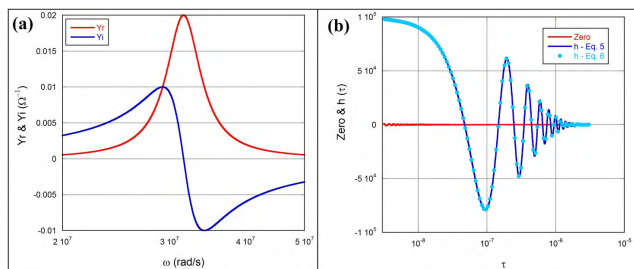 (a)
Yr
Yi
0.02
0.015
0.01
0.005
0
-0.005
-0.01
Yr & Yi (Ω⁻¹)
2 10⁷
3 10⁷
4 10⁷
5 10⁷
ω (rad/s)
(b)
Zero
h - Eq. 5
h - Eq. 6
1 10⁵
5 10⁴
0
-5 10⁴
-1 10⁵
Zero & h (τ)
10⁻⁸
10⁻⁷
10⁻⁶
10⁻⁵
τ